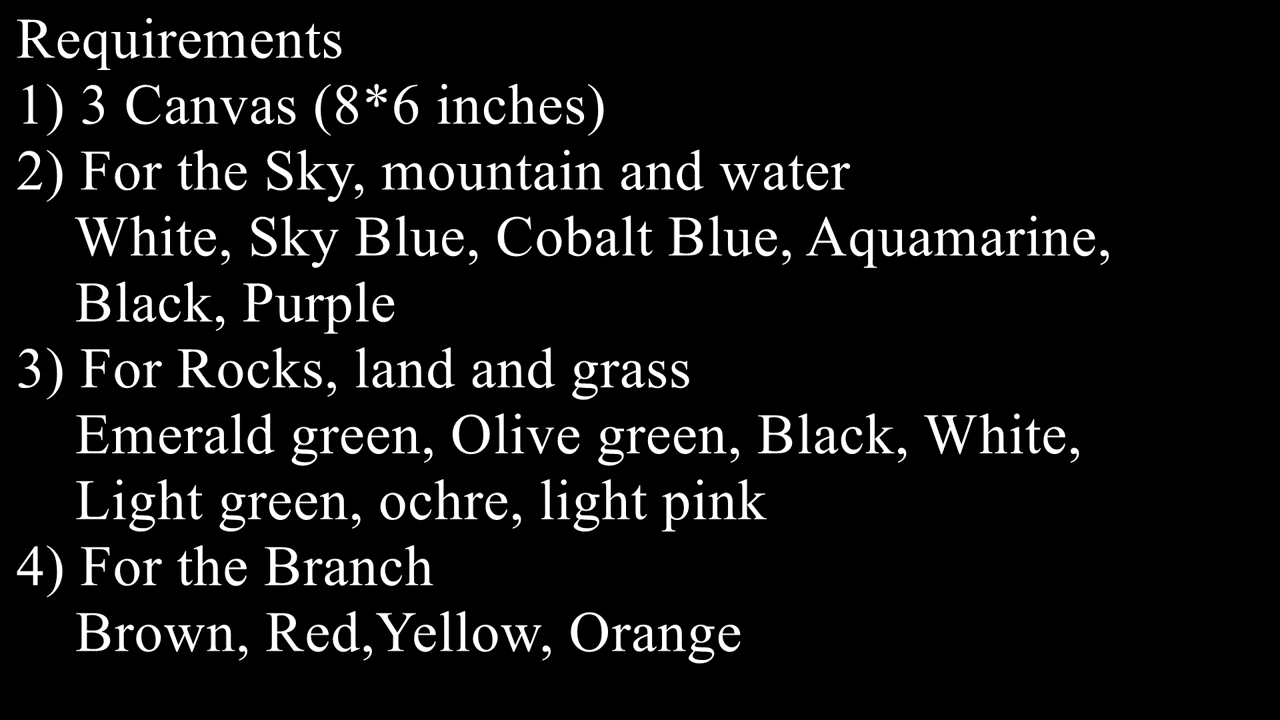 Requirements
1) 3 Canvas (8*6 inches)
2) For the Sky, mountain and water
White, Sky Blue, Cobalt Blue, Aquamarine,
Black, Purple
3) For Rocks, land and grass
Emerald green, Olive green, Black, White,
Light green, ochre, light pink
4) For the Branch
Brown, Red,Yellow, Orange